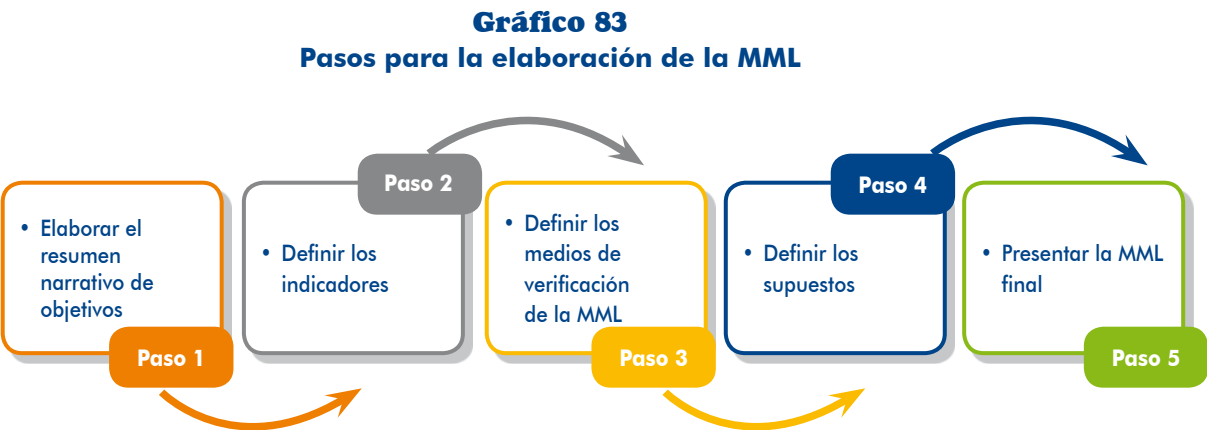 Gráfico 83
Pasos para la elaboración de la MML
• Elaborar el
resumen
narrativo de
objetivos
Paso 1
Paso 2
• Definir los
indicadores
• Definir los
medios de
verificación
de la MML
Paso 3
Paso 4
• Definir los
supuestos
• Presentar la MML
final
Paso 5